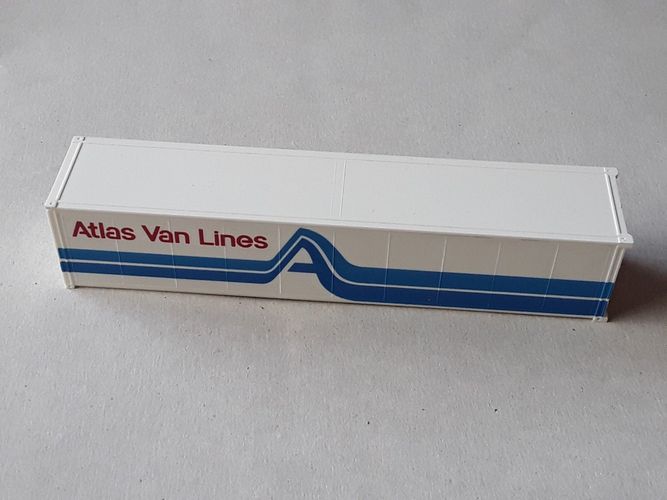 Atlas Van Lines